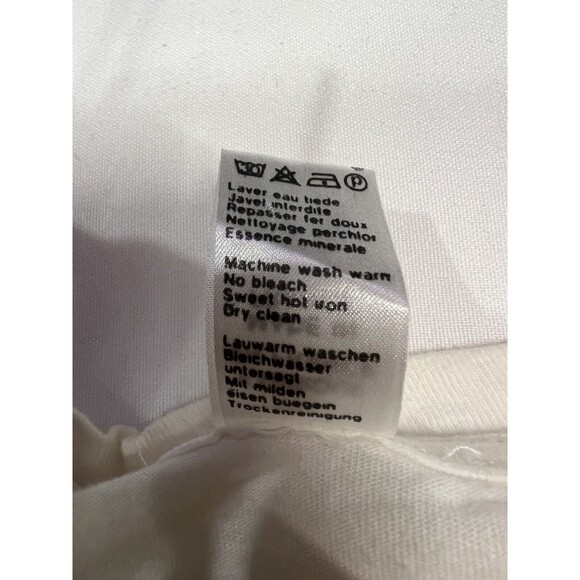 30 P
Laver eau tiede
Javel interdite
Repasser fer doux
Nettoyage perchlor
Essence minerale
Machine wash warm
No bleach
Sweet hot iron
Dry clean
Lauwarm waschen
Bleichwasser
untersagt
Mit milden
eisen buegeln
Trockenreinigung